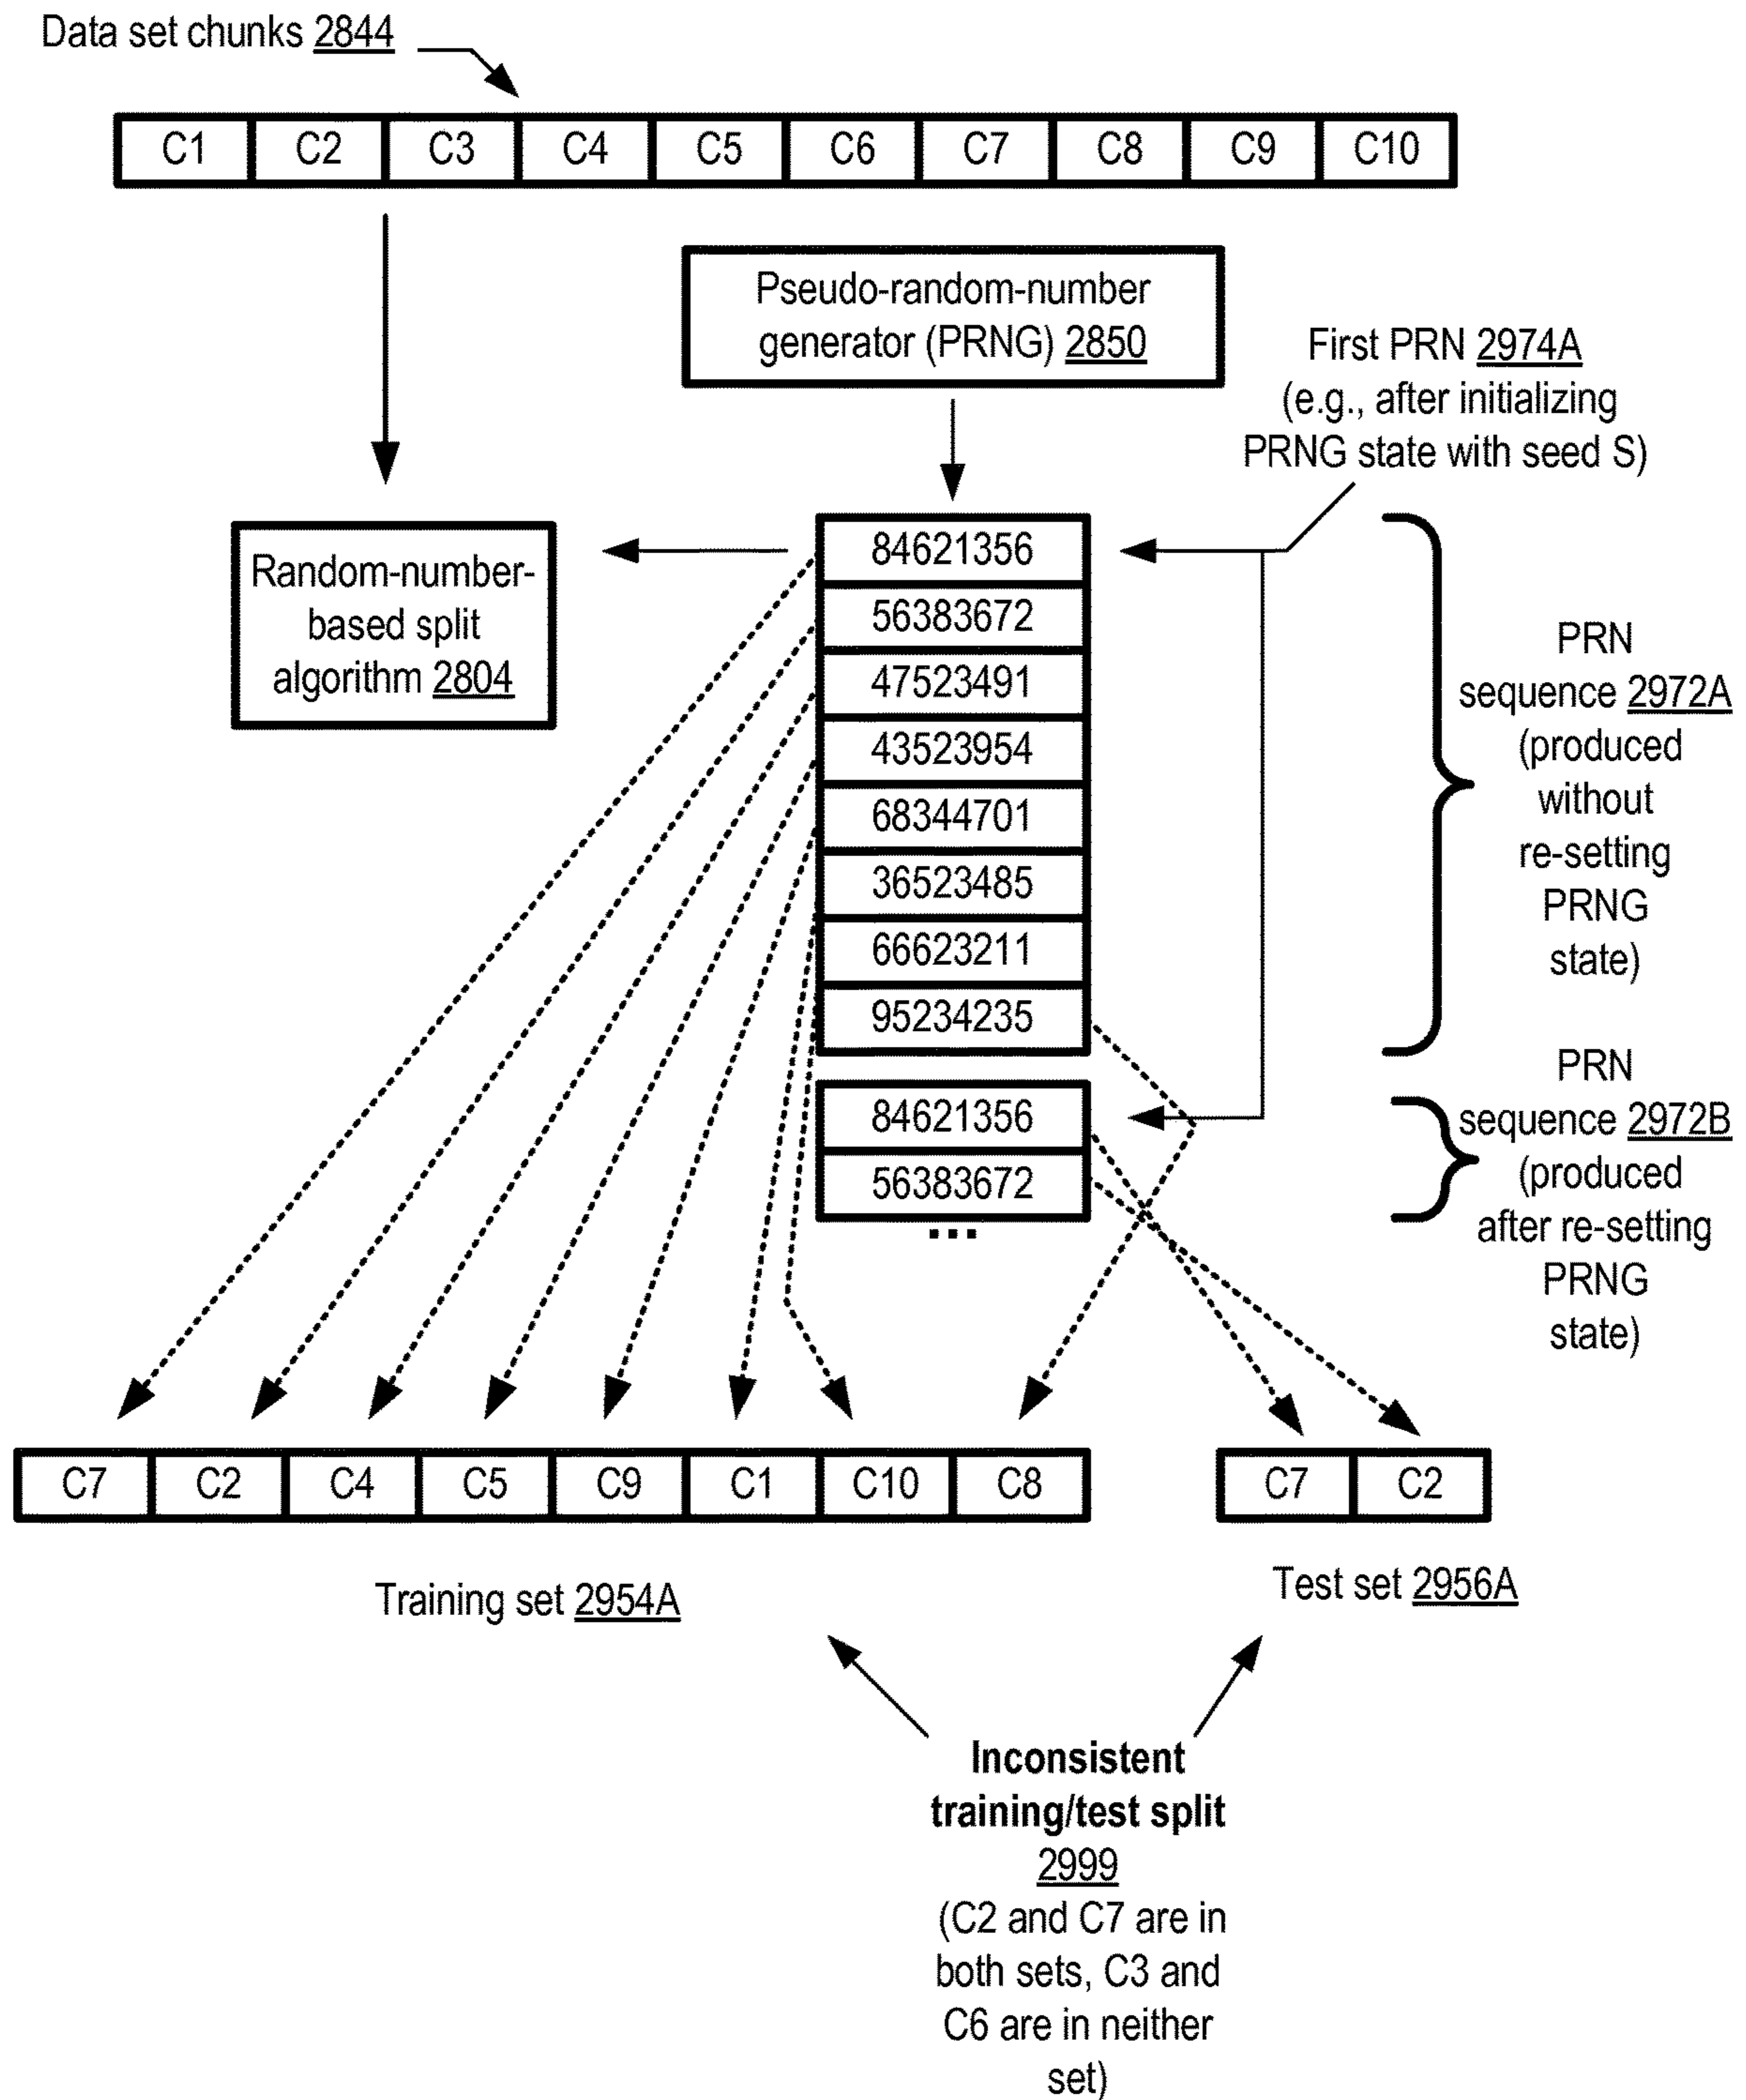 Data set chunks 2844
C1 C2 C3 C4 C5 C6 C7 C8 C9 C10
Pseudo-random-number
generator (PRNG) 2850
First PRN 2974A
(e.g., after initializing
PRNG state with seed S)
Random-number-
based split
algorithm 2804
84621356
56383672
47523491
43523954
68344701
36523485
66623211
95234235
PRN
sequence 2972A
(produced
without
re-setting
PRNG
state)
84621356
56383672
...
PRN
sequence 2972B
(produced
after re-setting
PRNG
state)
C7 C2 C4 C5 C9 C1 C10 C8
C7 C2
Training set 2954A
Test set 2956A
Inconsistent
training/test split
2999
(C2 and C7 are in
both sets, C3 and
C6 are in neither
set)